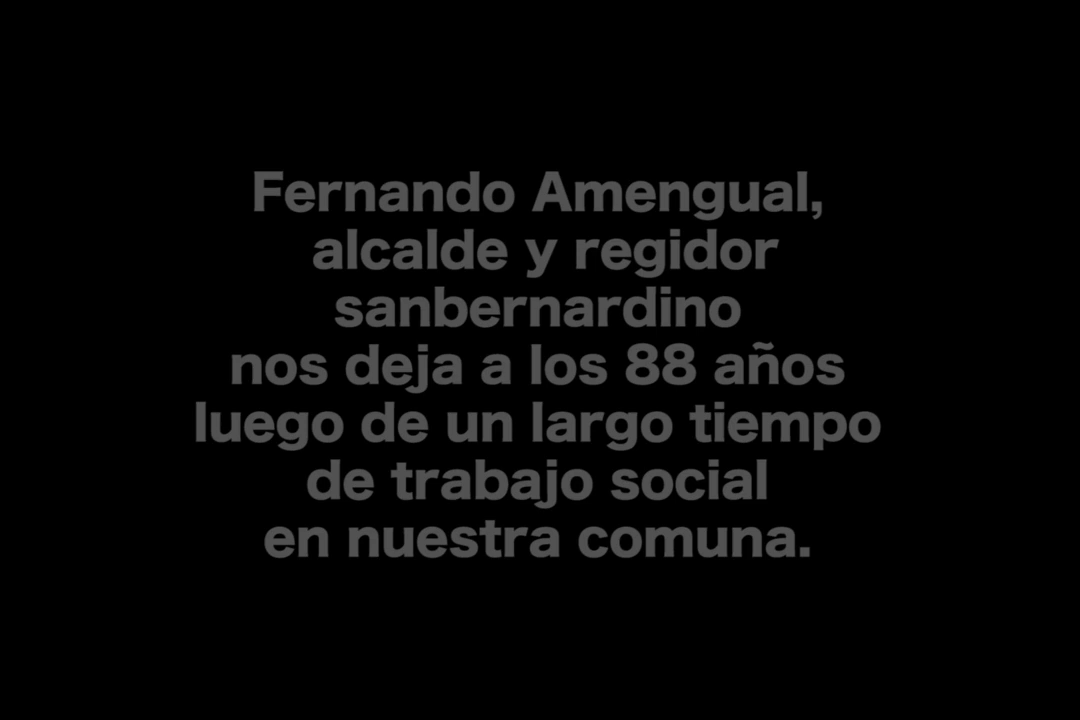 Fernando Amengual,
alcalde y regidor
sanbernardino
nos deja a los 88 años
luego de un largo tiempo
de trabajo social
en nuestra comuna.